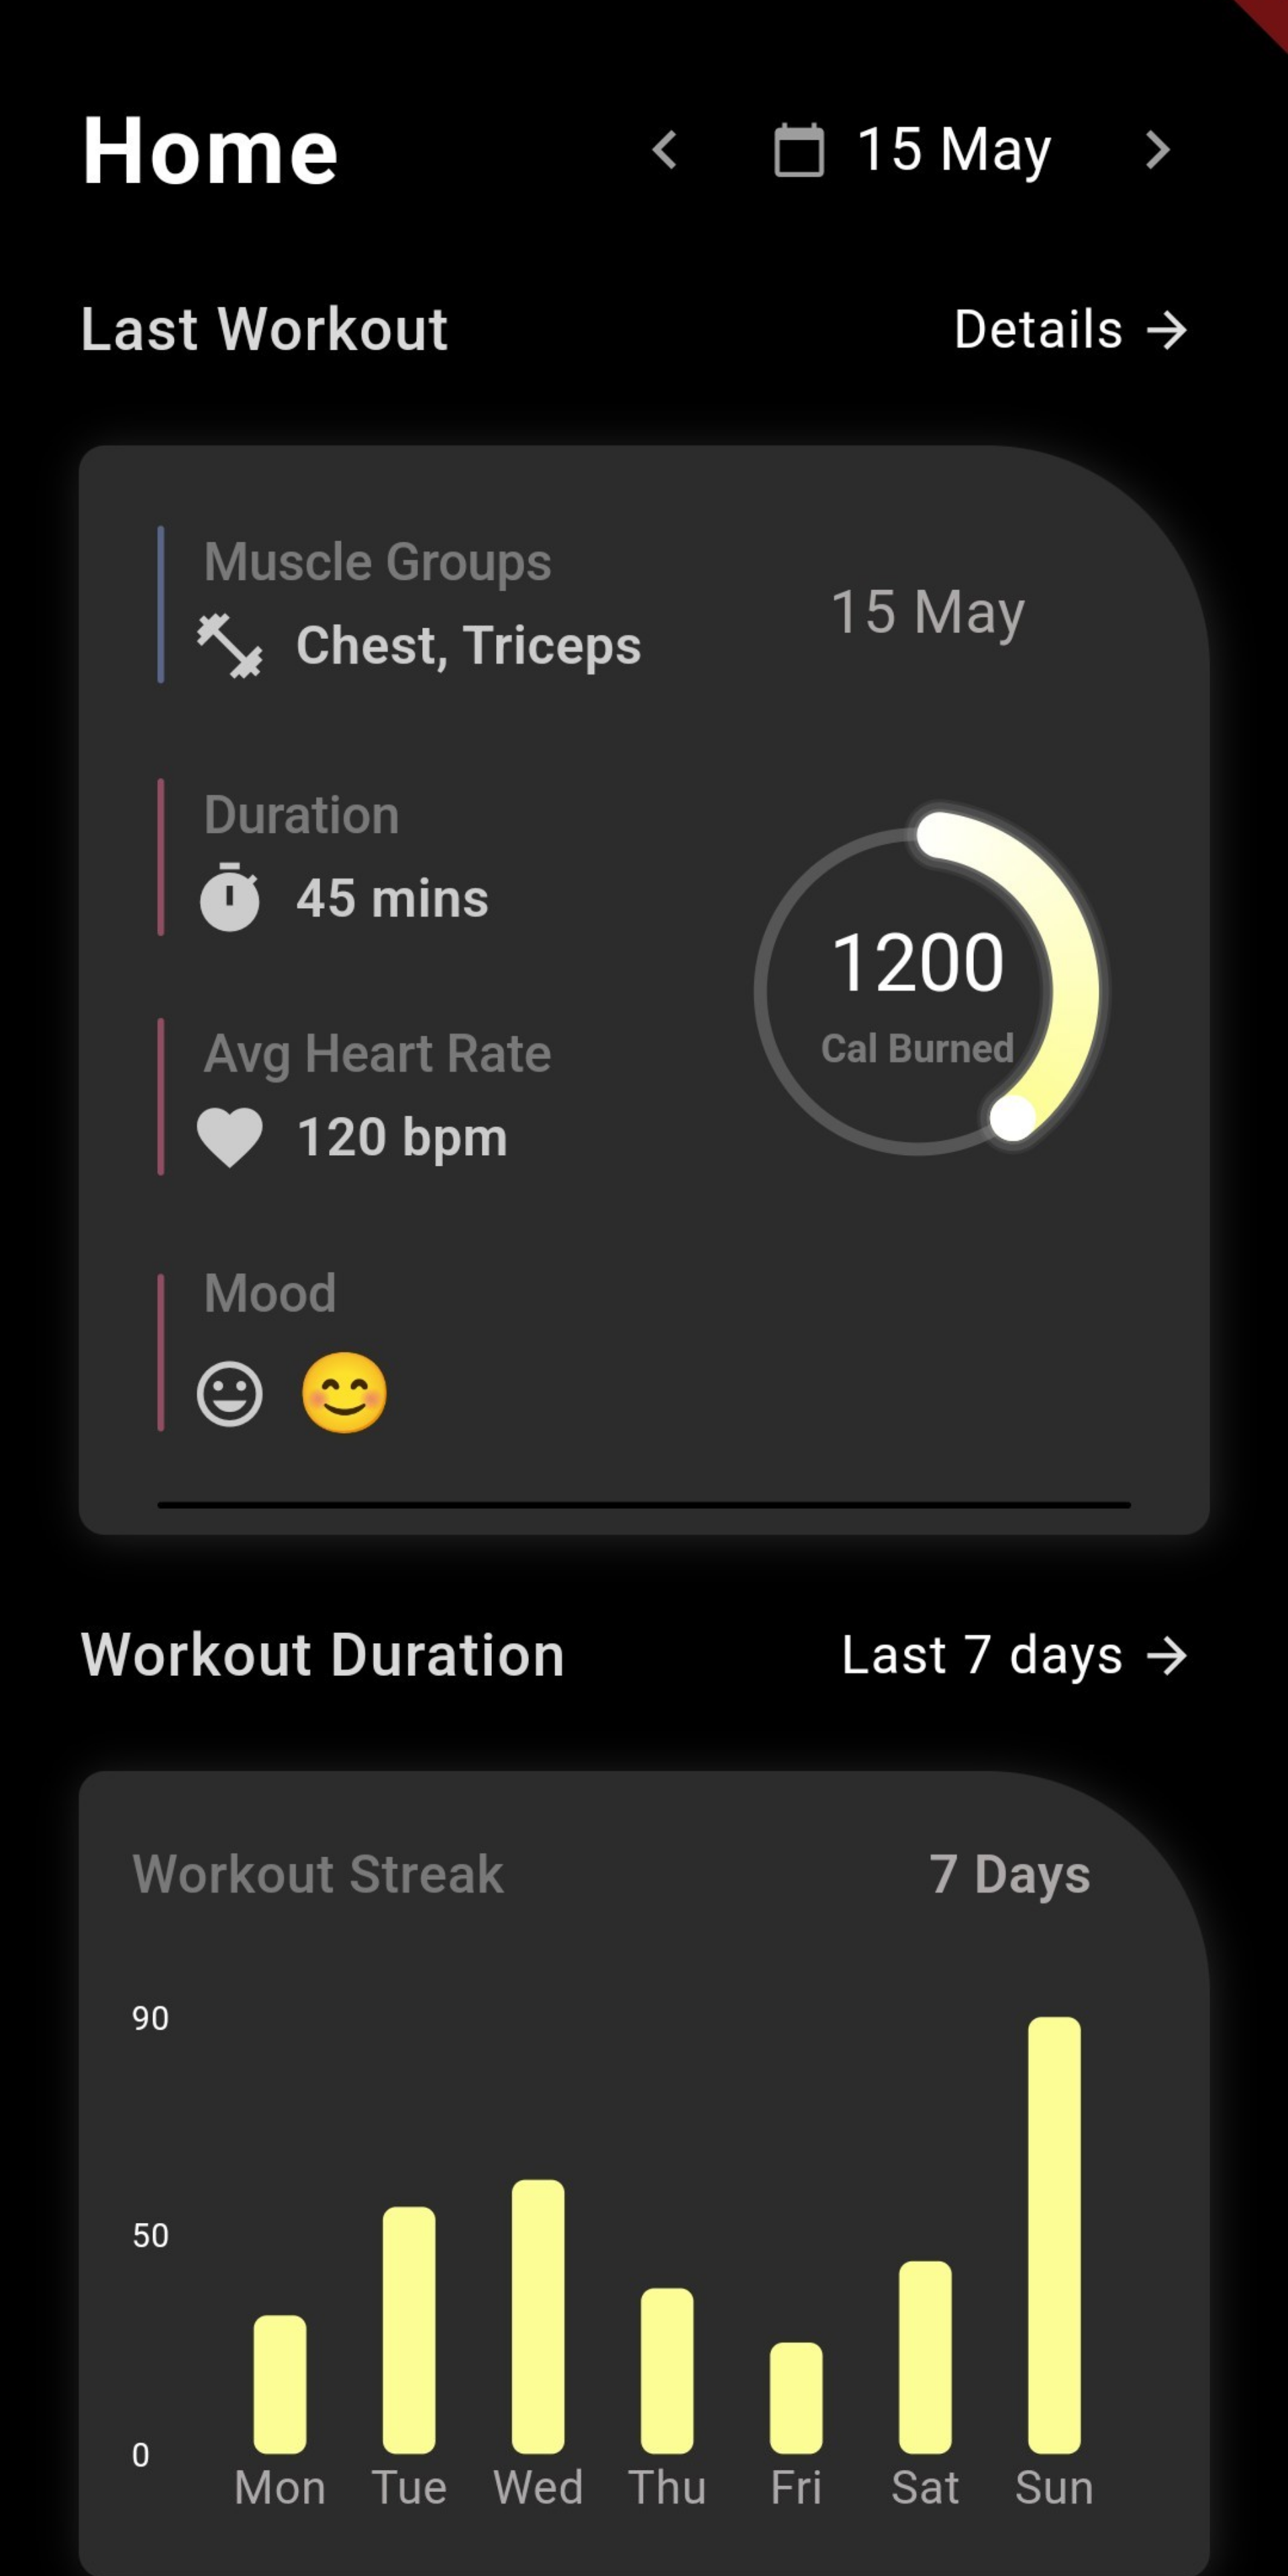 Home
15 May
Last Workout
Details
Muscle Groups
Chest, Triceps
15 May
Duration
45 mins
1200
Cal Burned
Avg Heart Rate
120 bpm
Mood
Workout Duration
Last 7 days
Workout Streak
7 Days
90
50
0
Mon Tue Wed Thu Fri Sat Sun